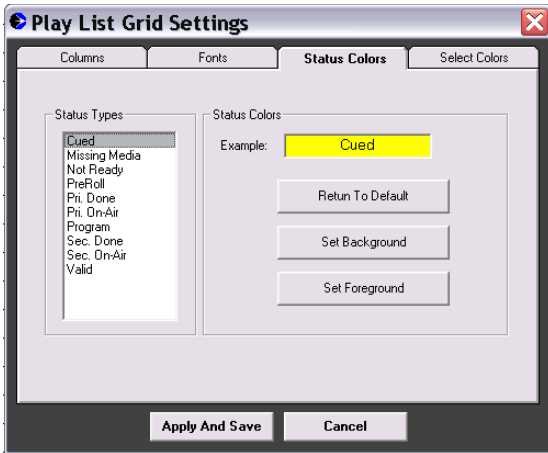 Play List Grid Settings
Columns Fonts Status Colors Select Colors
Status Types
Cued
Missing Media
Not Ready
PreRoll
Pri. Done
Pri. On-Air
Program
Sec. Done
Sec. On-Air
Valid
Status Colors
Example: Cued
Retun To Default
Set Background
Set Foreground
Apply And Save Cancel